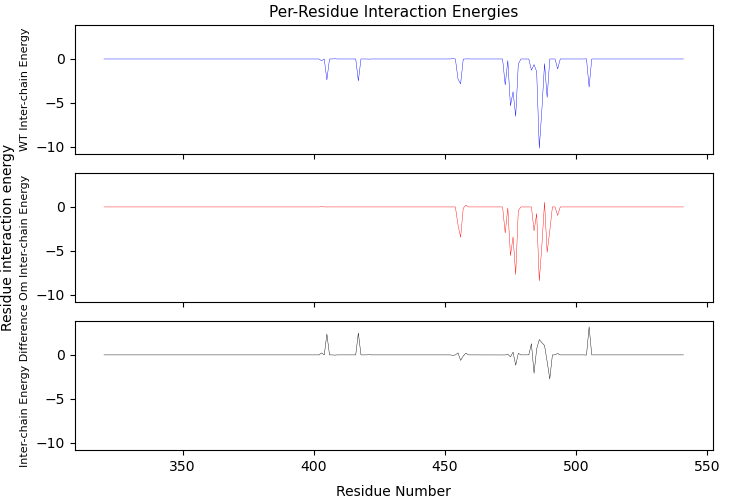 Per-Residue Interaction Energies
Residue interaction energy
WT Inter-chain Energy
0
−5
−10
Om Inter-chain Energy
0
−5
−10
Inter-chain Energy Difference
0
−5
−10
350
400
450
500
550
Residue Number